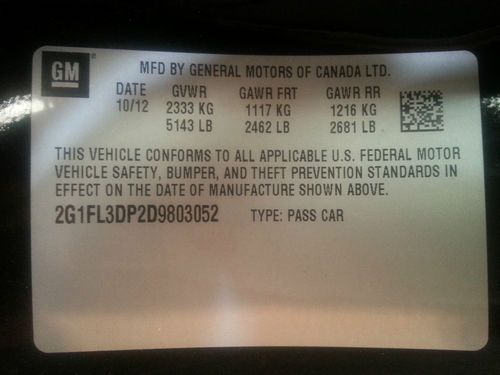 GM
MFD BY GENERAL MOTORS OF CANADA LTD.
DATE GVWR GAWR FRT GAWR RR
10/12 2333 KG 1117 KG 1216 KG
5143 LB 2462 LB 2681 LB
THIS VEHICLE CONFORMS TO ALL APPLICABLE U.S. FEDERAL MOTOR
VEHICLE SAFETY, BUMPER, AND THEFT PREVENTION STANDARDS IN
EFFECT ON THE DATE OF MANUFACTURE SHOWN ABOVE.
2G1FL3DP2D9803052 TYPE: PASS CAR